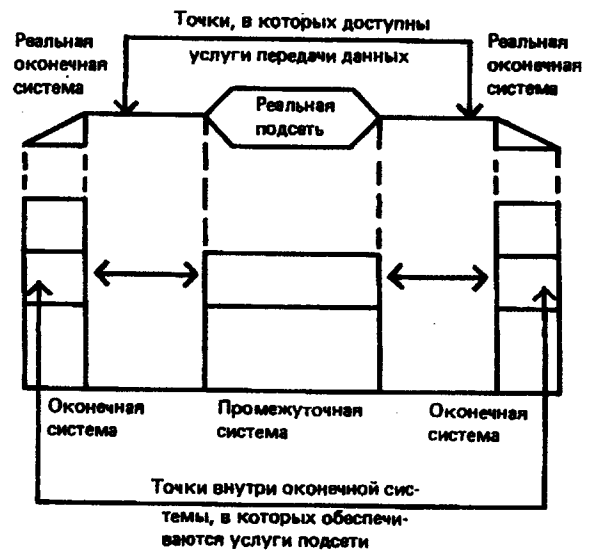 Точки, в которых доступны
услуги передачи данных
Реальная
оконечная
система
Реальная
оконечная
система
Реальная
подсеть
Оконечная
система
Промежуточная
система
Оконечная
система
Точки внутри оконечной сис-
темы, в которых обеспечи-
ваются услуги подсети